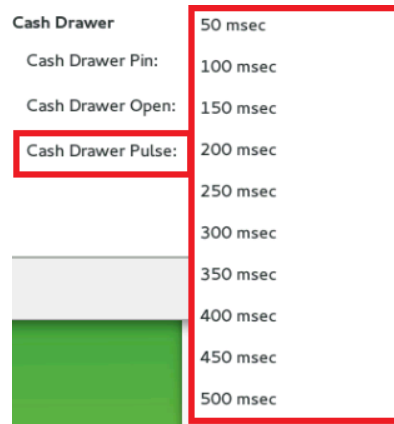 Cash Drawer
Cash Drawer Pin:
Cash Drawer Open:
Cash Drawer Pulse:
50 msec
100 msec
150 msec
200 msec
250 msec
300 msec
350 msec
400 msec
450 msec
500 msec